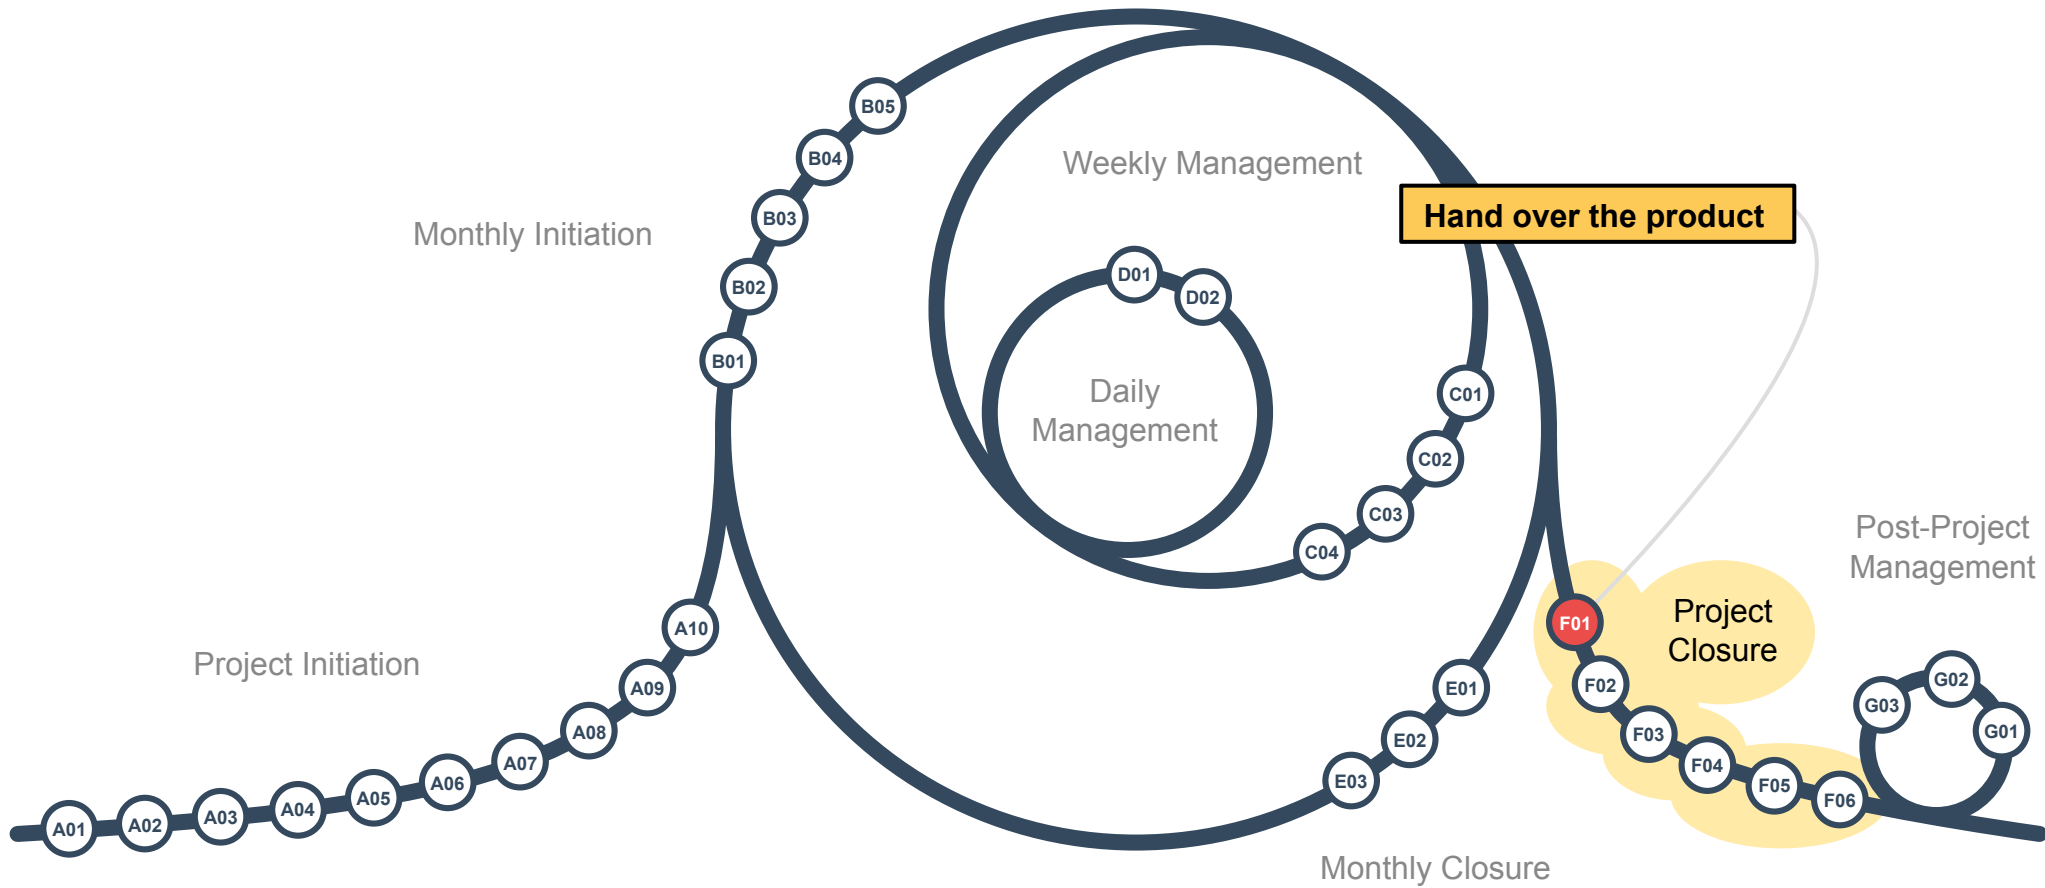 B05
B04
B03
B02
B01
Monthly Initiation
Weekly Management
Hand over the product
D01
D02
Daily
Management
C01
C02
C03
C04
Project Initiation
A01
A02
A03
A04
A05
A06
A07
A08
A09
A10
E01
E02
E03
Monthly Closure
F01
F02
F03
F04
F05
F06
Project
Closure
Post-Project
Management
G03
G02
G01